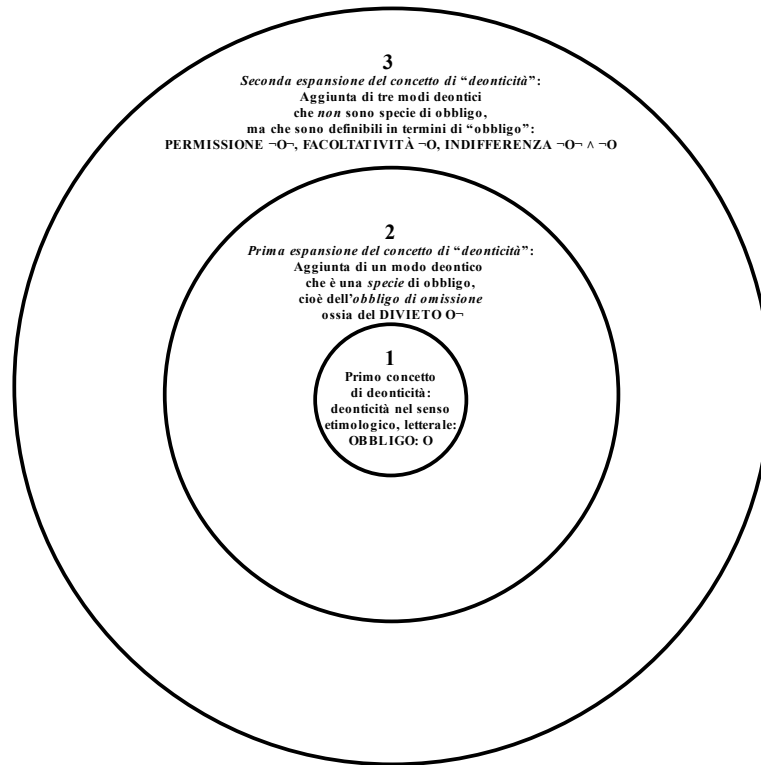 3
Seconda espansione del concetto di “deonticità”:
Aggiunta di tre modi deontici
che non sono specie di obbligo,
ma che sono definibili in termini di “obbligo”:
PERMISSIONE ¬O¬, FACOLTATIVITÀ ¬O, INDIFFERENZA ¬O¬ ∧ ¬O
2
Prima espansione del concetto di “deonticità”:
Aggiunta di un modo deontico
che è una specie di obbligo,
cioè dell’obbligo di omissione
ossia del DIVIETO O¬
1
Primo concetto
di deonticità:
deonticità nel senso
etimologico, letterale:
OBBLIGO: O